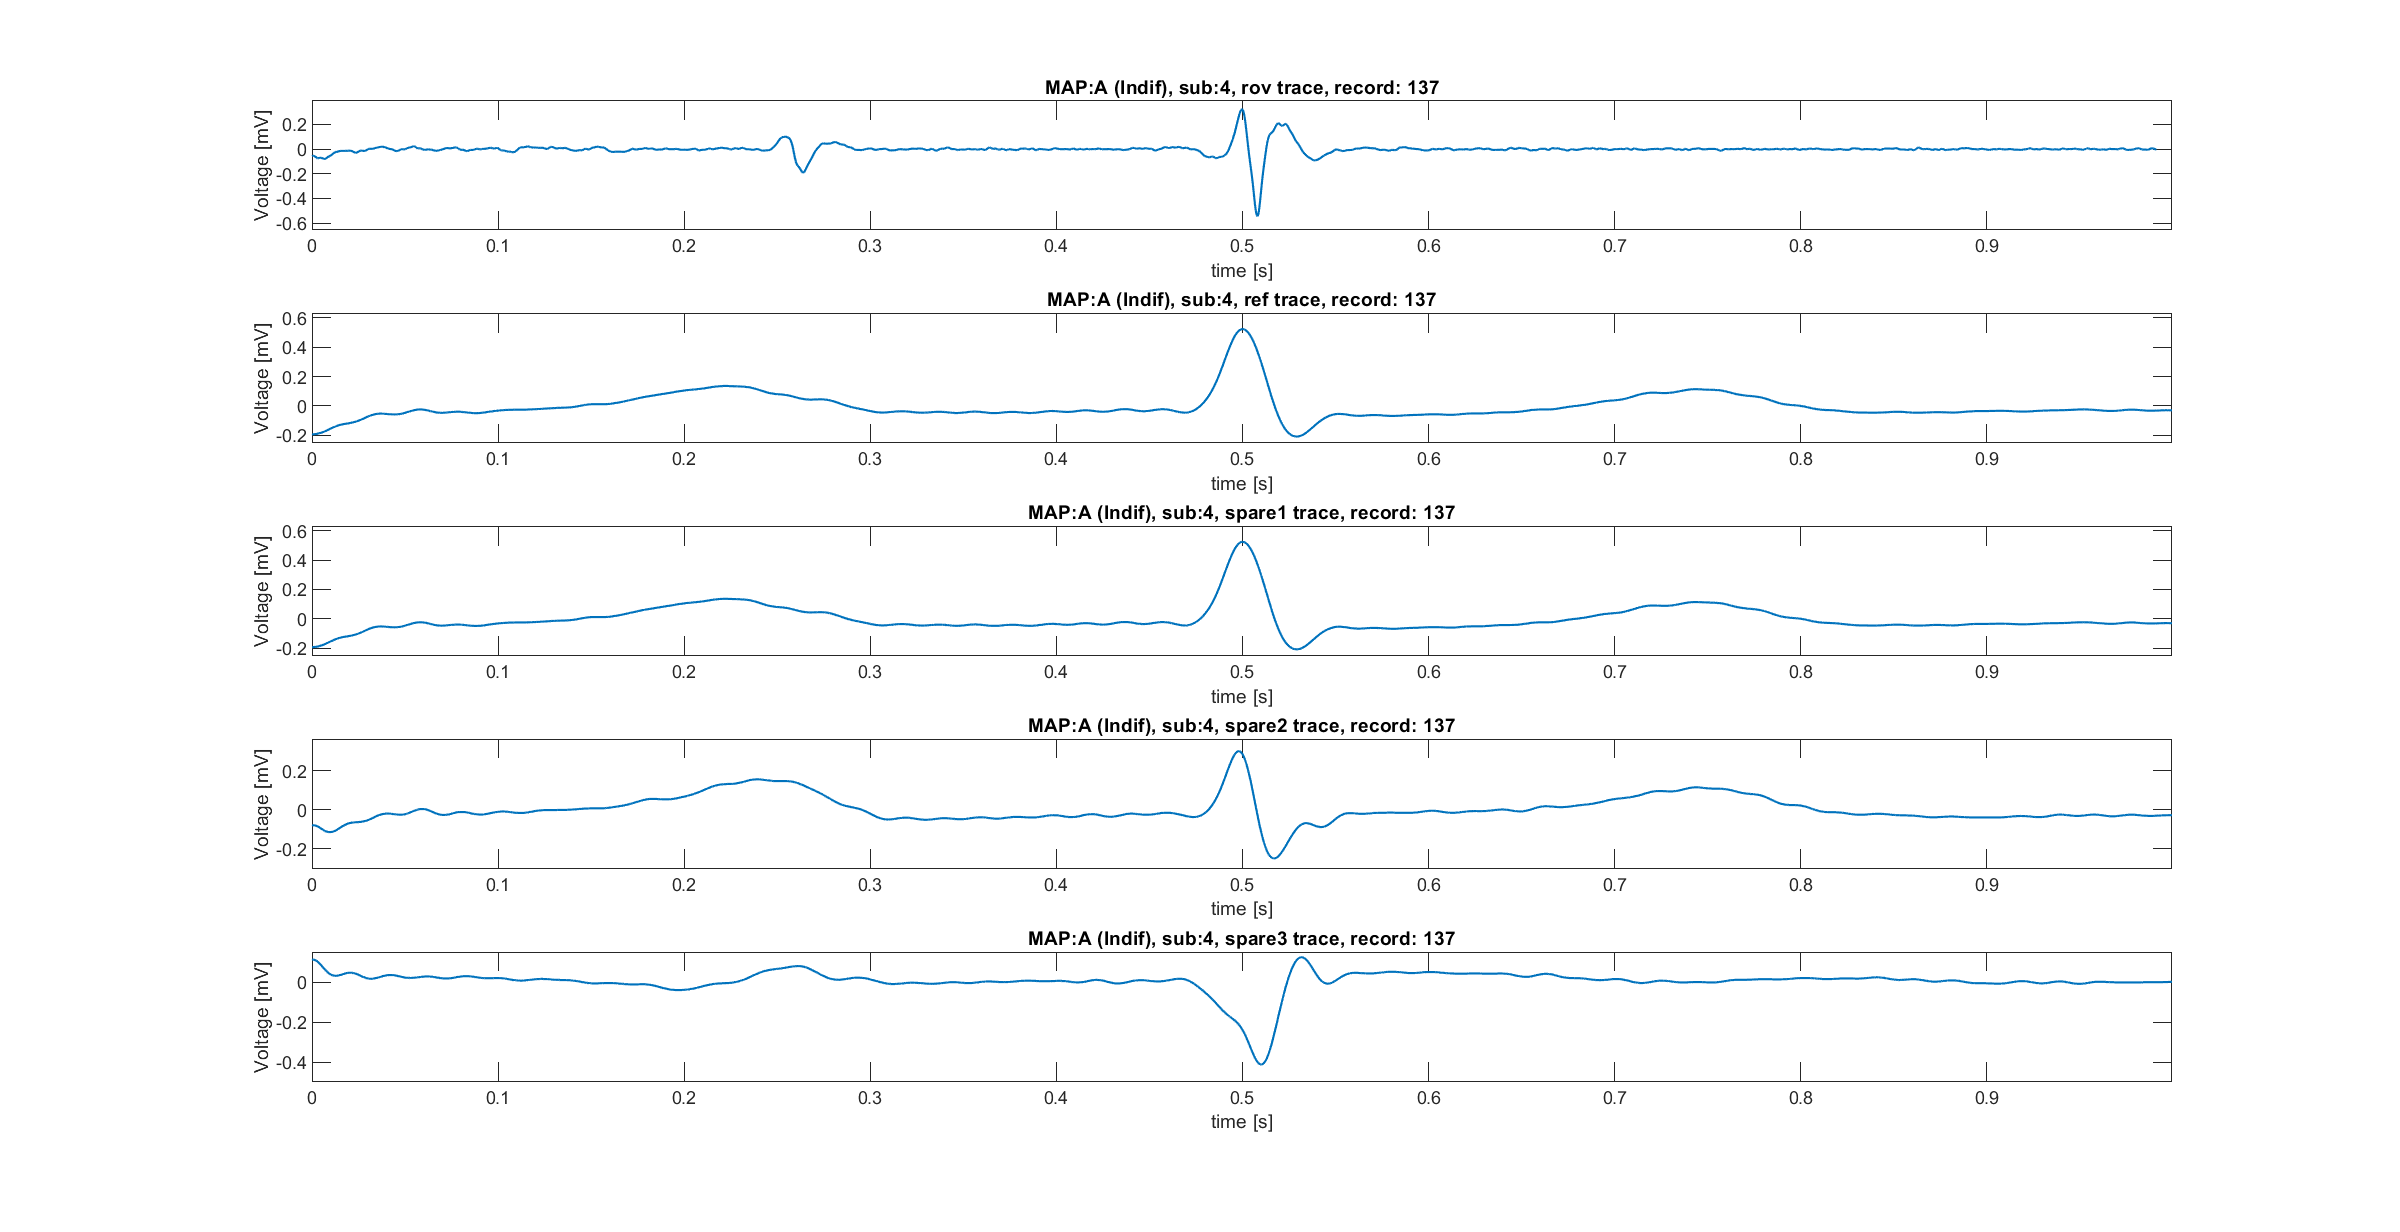 MAP:A (Indif), sub:4, rov trace, record: 137
Voltage [mV]
0.2
0
-0.2
-0.4
-0.6
0 0.1 0.2 0.3 0.4 0.5 0.6 0.7 0.8 0.9
time [s]
MAP:A (Indif), sub:4, ref trace, record: 137
Voltage [mV]
0.6
0.4
0.2
0
-0.2
0 0.1 0.2 0.3 0.4 0.5 0.6 0.7 0.8 0.9
time [s]
MAP:A (Indif), sub:4, spare1 trace, record: 137
Voltage [mV]
0.6
0.4
0.2
0
-0.2
0 0.1 0.2 0.3 0.4 0.5 0.6 0.7 0.8 0.9
time [s]
MAP:A (Indif), sub:4, spare2 trace, record: 137
Voltage [mV]
0.2
0
-0.2
0 0.1 0.2 0.3 0.4 0.5 0.6 0.7 0.8 0.9
time [s]
MAP:A (Indif), sub:4, spare3 trace, record: 137
Voltage [mV]
0
-0.2
-0.4
0 0.1 0.2 0.3 0.4 0.5 0.6 0.7 0.8 0.9
time [s]